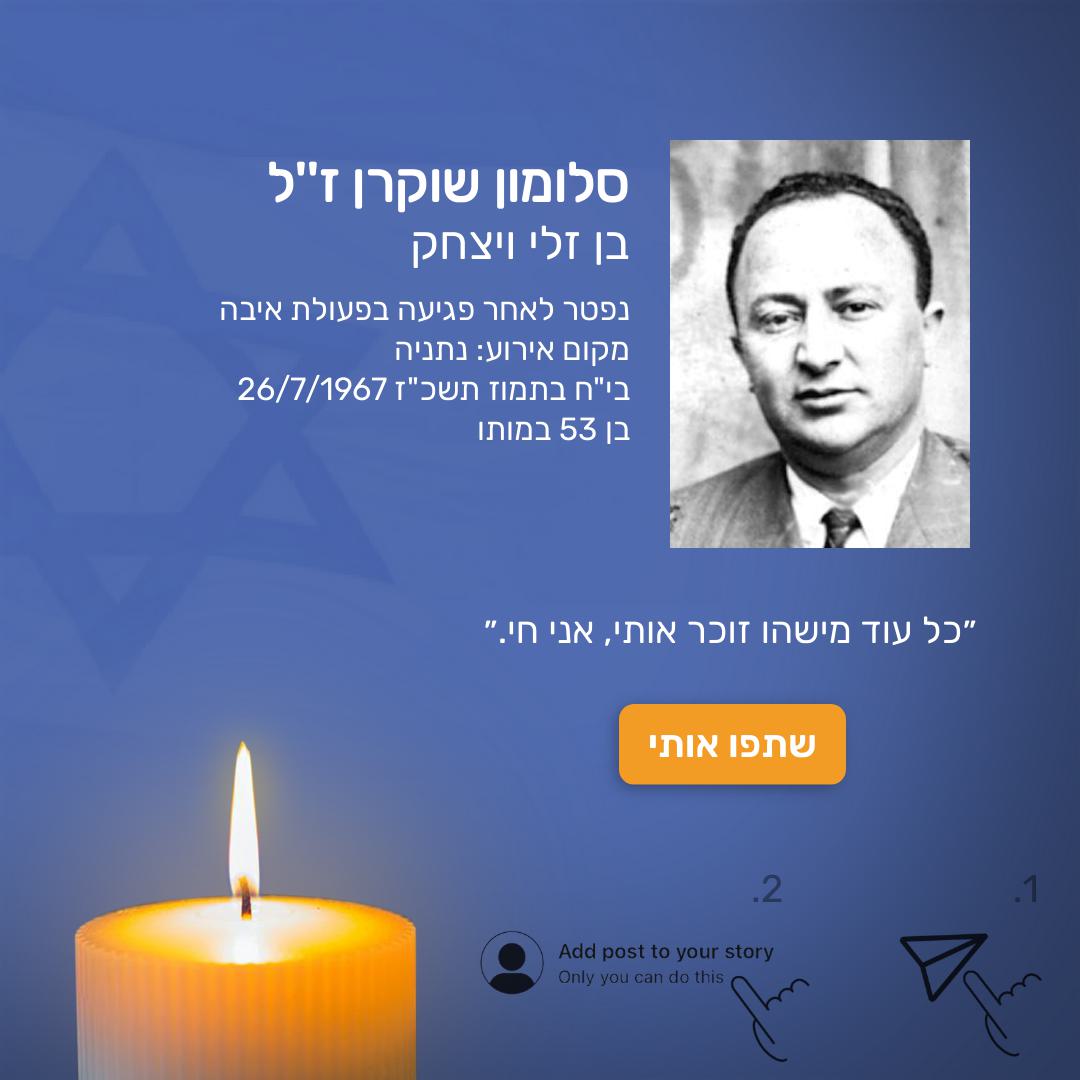 סלומון שוקרן ז"ל
בן זלי ויצחק
נפטר לאחר פגיעה בפעולת איבה
מקום אירוע: נתניה
בי"ח בתמוז תשכ"ז 26/7/1967
בן 53 במותו
״כל עוד מישהו זוכר אותי, אני חי.״
שתפו אותי
1.
2.
Add post to your story
Only you can do this